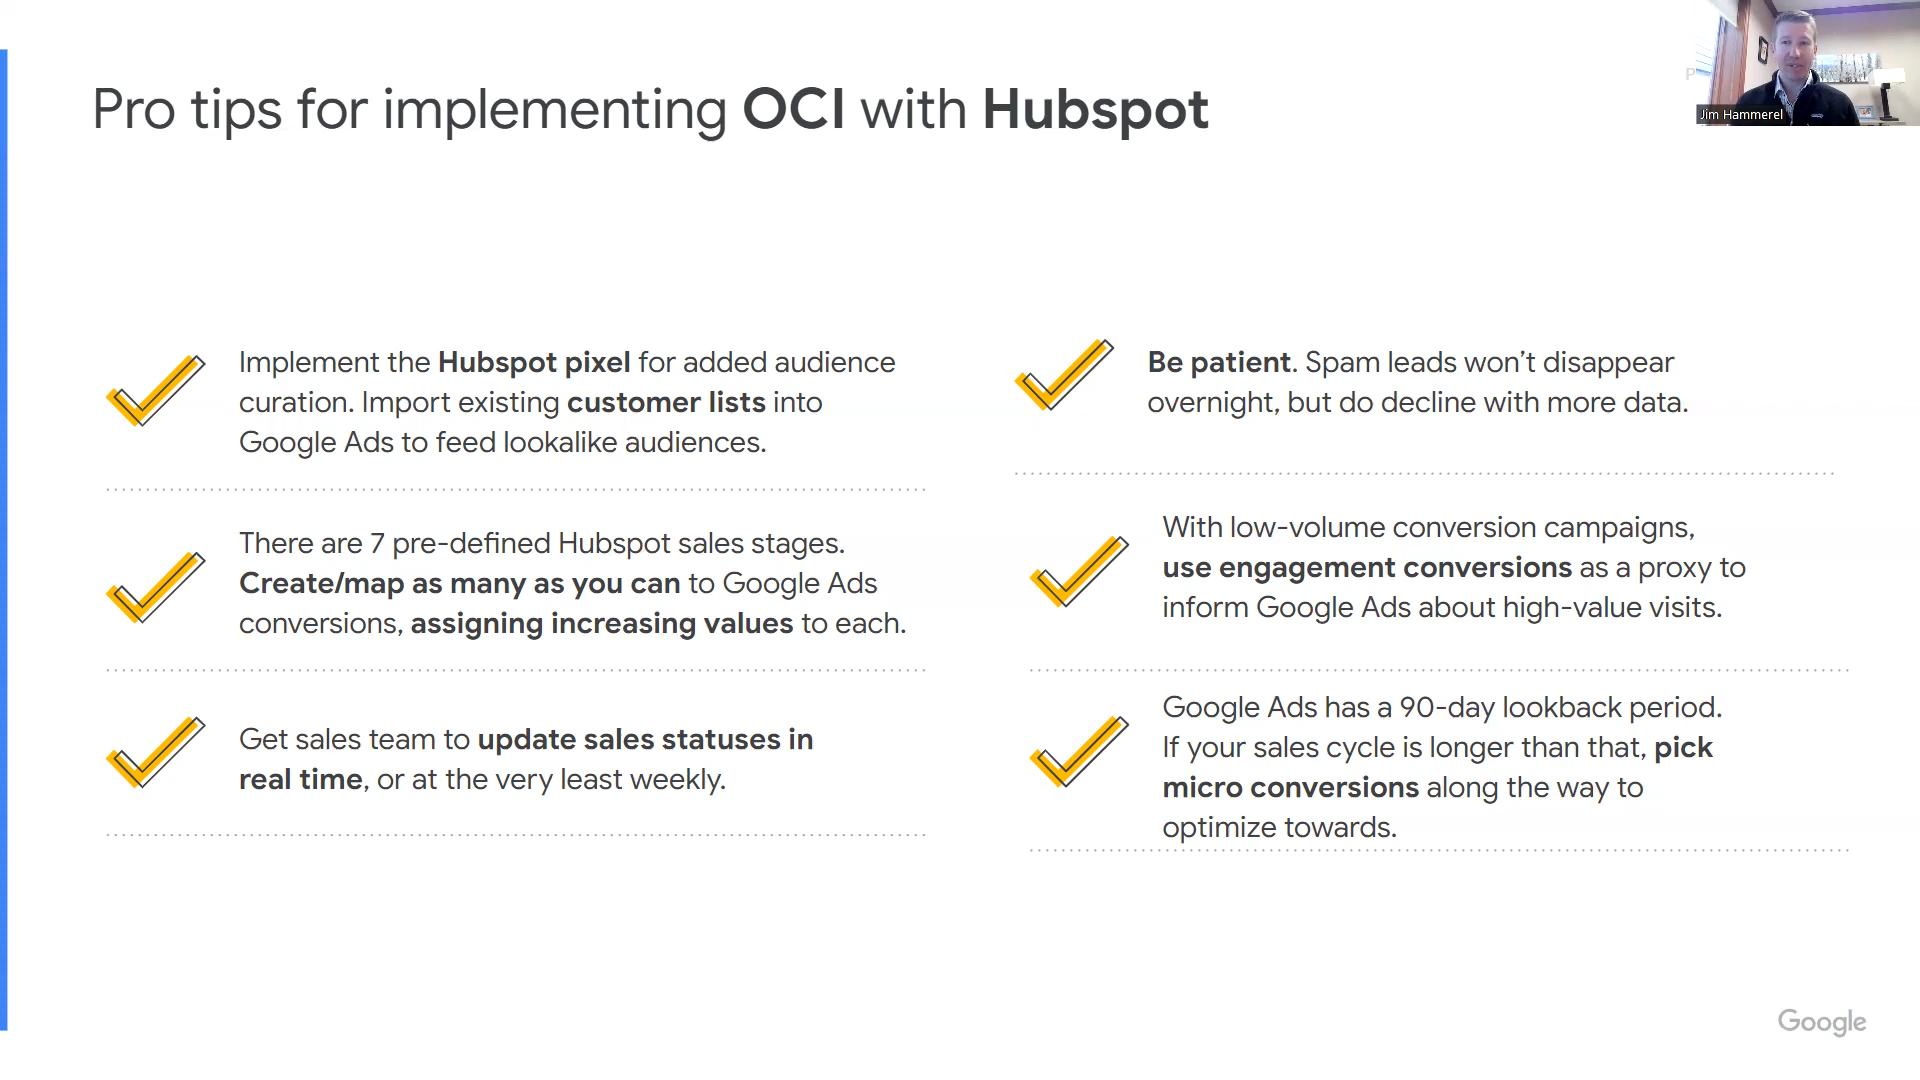 Pro tips for implementing OCI with Hubspot
P
Jim Hammerel
Implement the Hubspot pixel for added audience
curation. Import existing customer lists into
Google Ads to feed lookalike audiences.
There are 7 pre-defined Hubspot sales stages.
Create/map as many as you can to Google Ads
conversions, assigning increasing values to each.
Get sales team to update sales statuses in
real time, or at the very least weekly.
Be patient. Spam leads won’t disappear
overnight, but do decline with more data.
With low-volume conversion campaigns,
use engagement conversions as a proxy to
inform Google Ads about high-value visits.
Google Ads has a 90-day lookback period.
If your sales cycle is longer than that, pick
micro conversions along the way to
optimize towards.
Google